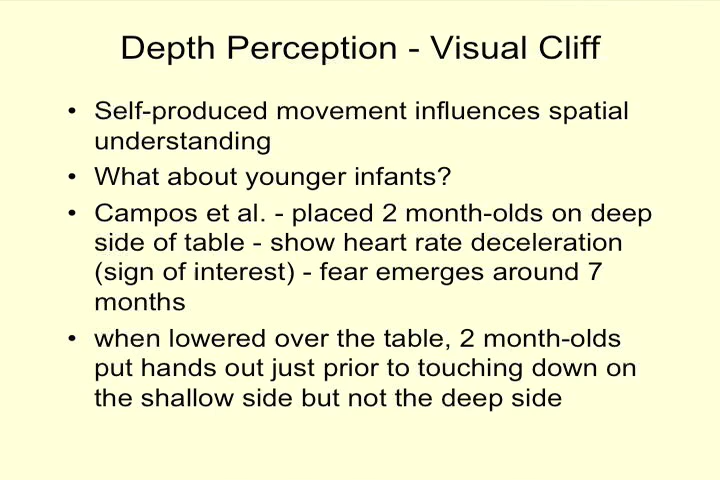 Depth Perception - Visual Cliff
• Self-produced movement influences spatial
understanding
• What about younger infants?
• Campos et al. - placed 2 month-olds on deep
side of table - show heart rate deceleration
(sign of interest) - fear emerges around 7
months
• when lowered over the table, 2 month-olds
put hands out just prior to touching down on
the shallow side but not the deep side